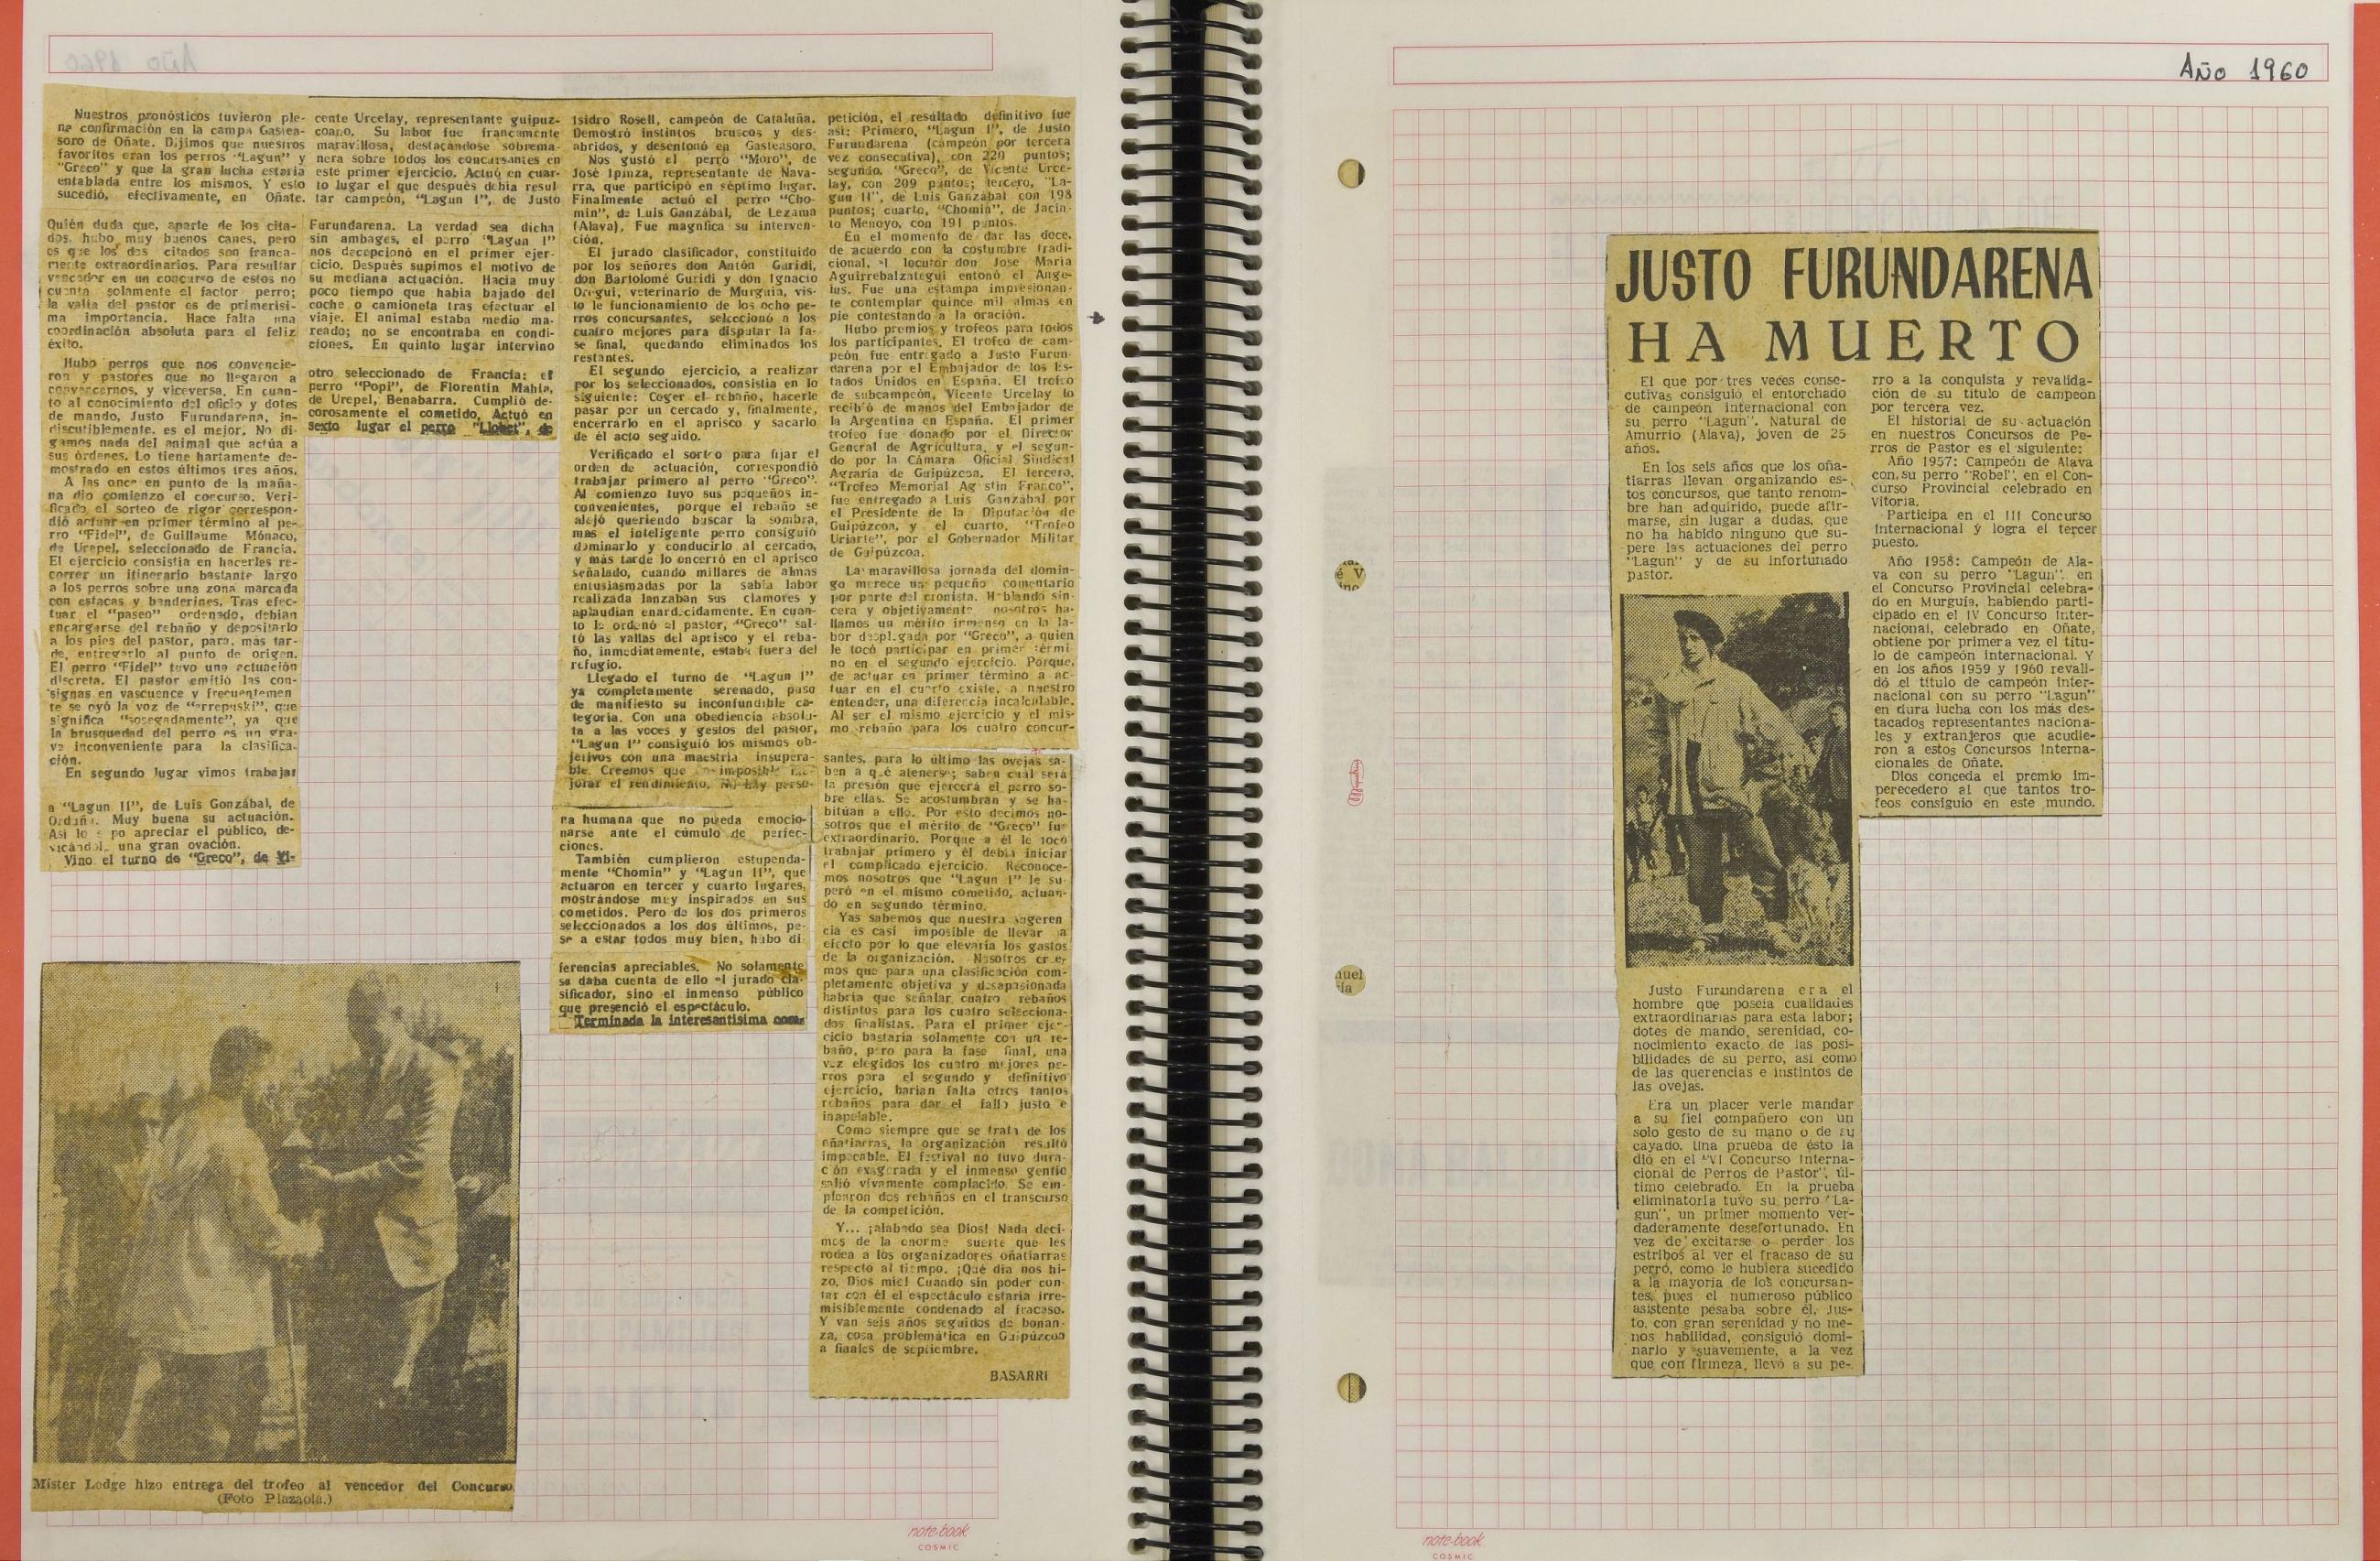 Nuestros pronósticos tuvieron ple-
na confirmación en la campa Gastea-
soro de Oñate. Dijimos que nuestros
favoritos eran los perros "Lagun" y
"Greco" y que la gran lucha estaría
entablada entre los mismos. Y esto
sucedió, efectivamente, en Oñate.
Quién duda que, aparte de los cita-
dos, hubo muy buenos canes, pero
es que los dos citados son franca-
mente extraordinarios. Para resultar
vencedor en un concurso de estos no
cuenta solamente el factor perro;
la valía del pastor es de primerísi-
ma importancia. Hace falta una
coordinación absoluta para el feliz
éxito.
Hubo perros que nos convencie-
ron y pastores que no llegaron a
convencernos, y viceversa. En cuan-
to al conocimiento del oficio y dotes
de mando, Justo Furundarena, in-
discutiblemente, es el mejor. No di-
gamos nada del animal que actúa a
sus órdenes. Lo tiene hartamente de-
mostrado en estos últimos tres años.
A las once en punto de la maña-
na dio comienzo el concurso. Veri-
ficado el sorteo de rigor correspon-
dió actuar en primer término al pe-
rro "Fidel", de Guillaume Mónaco,
de Urepel, seleccionado de Francia.
El ejercicio consistía en hacerles re-
correr un itinerario bastante largo
a los perros sobre una zona marcada
con estacas y banderines. Tras efec-
tuar el "paseo" ordenado, debían
encargarse del rebaño y depositarlo
a los pies del pastor, para, más tar-
de, entregarlo al punto de origen.
El perro "Fidel" tuvo una actuación
discreta. El pastor emitió las con-
signas en vascuence y frecuentemen
te se oyó la voz de "arrepuski", que
significa "sosegadamente", ya que
la brusquedad del perro es un gra-
ve inconveniente para la clasifica-
ción.
En segundo lugar vimos trabajar
a "Lagun II", de Luis Gonzábal, de
Orduña. Muy buena su actuación.
Así lo s po apreciar el público, de-
dicándole una gran ovación.
Vino el turno de "Greco", de Vi-
cente Urcelay, representante guipuz-
coano. Su labor fue francamente
maravillosa, destacándose sobrema-
nera sobre todos los concursantes en
este primer ejercicio. Actuó en cuar-
to lugar el que después debía resul
tar campeón, "Lagun I", de Justo
Furundarena. La verdad sea dicha
sin ambages, el perro "Lagun I"
nos decepcionó en el primer ejer-
cicio. Después supimos el motivo de
su mediana actuación. Hacía muy
poco tiempo que había bajado del
coche o camioneta tras efectuar el
viaje. El animal estaba medio ma-
reado; no se encontraba en condi-
ciones. En quinto lugar intervino
otro seleccionado de Francia: el
perro "Popi", de Florentín Mahia,
de Urepel, Benabarra. Cumplió de-
corosamente el cometido. Actuó en
sexto lugar el perro "Llobet", de
Isidro Rosell, campeón de Cataluña.
Demostró instintos bruscos y des-
abridos, y desentonó en Gasteasoro.
Nos gustó el perro "Moro", de
José Ipinza, representante de Nava-
rra, que participó en séptimo lugar.
Finalmente actuó el perro "Cho-
mín", de Luis Ganzábal, de Lezama
(Alava). Fue magnfica su interven-
ción.
El jurado clasificador, constituido
por los señores don Antón Guridi,
don Bartolomé Guridi y don Ignacio
Oregui, veterinario de Murguía, vis-
to le funcionamiento de los ocho pe-
rros concursantes, seleccionó a los
cuatro mejores para disputar la fa-
se final, quedando eliminados los
restantes.
El segundo ejercicio, a realizar
por los seleccionados, consistía en lo
siguiente: Coger el rebaño, hacerle
pasar por un cercado y, finalmente,
encerrarlo en el aprisco y sacarlo
de él acto seguido.
Verificado el sorteo para fijar el
orden de actuación, correspondió
trabajar primero al perro "Greco".
Al comienzo tuvo sus pequeños in-
convenientes, porque el rebaño se
alejó queriendo buscar la sombra,
mas el inteligente perro consiguió
dominarlo y conducirlo al cercado,
y más tarde lo encerró en el aprisco
señalado, cuando millares de almas
entusiasmadas por la sabia labor
realizada lanzaban sus clamores y
aplaudían enardecidamente. En cuan-
to le ordenó el pastor, "Greco" sal-
tó las vallas del aprisco y el reba-
ño, inmediatamente, estaba fuera del
refugio.
Llegado el turno de "Lagun I"
ya completamente serenado, puso
de manifiesto su inconfundible ca-
tegoría. Con una obediencia absolu-
ta a las voces y gestos del pastor,
"Lagun I" consiguió los mismos ob-
jetivos con una maestría insupera-
ble. Creemos que imposible me-
jorar el rendimiento. No hay perso-
na humana que no pueda emocio-
narse ante el cúmulo de perfec-
ciones.
También cumplieron estupenda-
mente "Chomin" y "Lagun II", que
actuaron en tercer y cuarto lugares,
mostrándose muy inspirados en sus
cometidos. Pero de los dos primeros
seleccionados a los dos últimos, pe-
se a estar todos muy bien, hubo di-
ferencias apreciables. No solamente
se daba cuenta de ello el jurado cla-
sificador, sino el inmenso público
que presenció el espectáculo.
Terminada la interesantísima com-
petición, el resultado definitivo fue
así: Primero, "Lagun I", de Justo
Furundarena (campeón por tercera
vez consecutiva), con 220 puntos;
segundo, "Greco", de Vicente Urce-
lay, con 209 puntos; tercero, "La-
gun II", de Luis Ganzábal con 198
puntos; cuarto, "Chomin", de Jacin-
to Menoyo, con 191 puntos.
En el momento de dar las doce,
de acuerdo con la costumbre tradi-
cional, el locutor don José María
Aguirrebalzategui entonó el Ange-
lus. Fue una estampa impresionan-
te contemplar quince mil almas en
pie contestando a la oración.
Hubo premios y trofeos para todos
los participantes. El trofeo de cam-
peón fue entregado a Justo Furun-
darena por el Embajador de los Es-
tados Unidos en España. El trofeo
de subcampeón, Vicente Urcelay lo
recibió de manos del Embajador de
la Argentina en España. El primer
trofeo fue donado por el Director
General de Agricultura, y el segun-
do por la Cámara Oficial Sindical
Agraria de Guipúzcoa. El tercero,
"Trofeo Memorial Ag stín Franco",
fue entregado a Luis Ganzábal por
el Presidente de la Diputación de
Guipúzcoa, y el cuarto, "Trofeo
Uriarte", por el Gobernador Militar
de Guipúzcoa.
La maravillosa jornada del domin-
go merece un pequeño comentario
por parte del cronista. Hablando sin-
cera y objetivamente nosotros ha-
llamos un mérito inmenso en la la-
bor desplegada por "Greco", a quien
le tocó participar en primer térmi-
no en el segundo ejercicio. Porque,
de actuar en primer término a ac-
tuar en el cuarto existe, a nuestro
entender, una diferencia incalculable.
Al ser el mismo ejercicio y el mis-
mo rebaño para los cuatro concur-
santes, para lo último las ovejas sa-
ben a qué atenerse; saben cuál será
la presión que ejercerá el perro so-
bre ellas. Se acostumbran y se ha-
bitúan a ello. Por esto decimos no-
sotros que el mérito de "Greco" fue
extraordinario. Porque a él le tocó
trabajar primero y él debía iniciar
el complicado ejercicio. Reconoce-
mos nosotros que "Lagun I" le su-
peró en el mismo cometido, actuan-
do en segundo término.
Yas sabemos que nuestra sugeren
cia es casi imposible de llevar a
efecto por lo que elevaría los gastos
de la organización. Nosotros cree
mos que para una clasificación com-
pletamente objetiva y desapasionada
habría que señalar cuatro rebaños
distintos para los cuatro selecciona-
dos finalistas. Para el primer ejer-
cicio bastaría solamente con un re-
baño, pero para la fase final, una
vez elegidos los cuatro mejores pe-
rros para el segundo y definitivo
ejercicio, harían falta otros tantos
rebaños para dar el fallo justo e
inapelable.
Como siempre que se trata de los
oñatiarras, la organización resultó
impecable. El festival no tuvo dura-
ción exagerada y el inmenso gentío
salió vivamente complacido. Se em-
plearon dos rebaños en el transcurso
de la competición.
Y... ¡alabado sea Dios! Nada deci-
mos de la enorme suerte que les
rodea a los organizadores oñatiarras
respecto al tiempo. ¡Qué día nos hi-
zo, Dios mío! Cuando sin poder con-
tar con él el espectáculo estaría irre-
misiblemente condenado al fracaso.
Y van seis años seguidos de bonan-
za, cosa problemática en Guipúzcoa
a finales de septiembre.
BASARRI
Míster Lodge hizo entrega del trofeo al vencedor del Concurso
(Foto Plazaola.)
note-book
COSMIC
AÑO 1960
JUSTO FURUNDARENA
HA MUERTO
El que por tres veces conse-
cutivas consiguió el entorchado
de campeón internacional con
su perro "Lagun". Natural de
Amurrio (Alava), joven de 25
años.
En los seis años que los oña-
tiarras llevan organizando es-
tos concursos, que tanto renom-
bre han adquirido, puede afir-
marse, sin lugar a dudas, que
no ha habido ninguno que su-
pere las actuaciones del perro
"Lagun" y de su infortunado
pastor.
Justo Furundarena era el
hombre que poseía cualidades
extraordinarias para esta labor;
dotes de mando, serenidad, co-
nocimiento exacto de las posi-
bilidades de su perro, así como
de las querencias e instintos de
las ovejas.
Era un placer verle mandar
a su fiel compañero con un
solo gesto de su mano o de su
cayado. Una prueba de ésto la
dió en el "VI Concurso Interna-
cional de Perros de Pastor", úl-
timo celebrado. En la prueba
eliminatoria tuvo su perro "La-
gun", un primer momento ver-
daderamente desefortunado. En
vez de excitarse o perder los
estribos al ver el fracaso de su
perro, como le hubiera sucedido
a la mayoría de los concursan-
tes, pues el numeroso público
asistente pesaba sobre él, Jus-
to, con gran serenidad y no me-
nos habilidad, consiguió domi-
narlo y suavemente, a la vez
que con firmeza, llevó a su pe-
rro a la conquista y revalida-
ción de su título de campeón
por tercera vez.
El historial de su actuación
en nuestros Concursos de Pe-
rros de Pastor es el siguiente:
Año 1957: Campeón de Alava
con su perro "Robel", en el Con-
curso Provincial celebrado en
Vitoria.
Participa en el III Concurso
Internacional y logra el tercer
puesto.
Año 1958: Campeón de Ala-
va con su perro "Lagun", en
el Concurso Provincial celebra-
do en Murguía, habiendo parti-
cipado en el IV Concurso Inter-
nacional, celebrado en Oñate,
obtiene por primera vez el títu-
lo de campeón Internacional. Y
en los años 1959 y 1960 revali-
dó el título de campeón Inter-
nacional con su perro "Lagun"
en dura lucha con los más des-
tacados representantes naciona-
les y extranjeros que acudie-
ron a estos Concursos Interna-
cionales de Oñate.
Dios conceda el premio im-
perecedero al que tantos tro-
feos consiguió en este mundo.
note-book
COSMIC